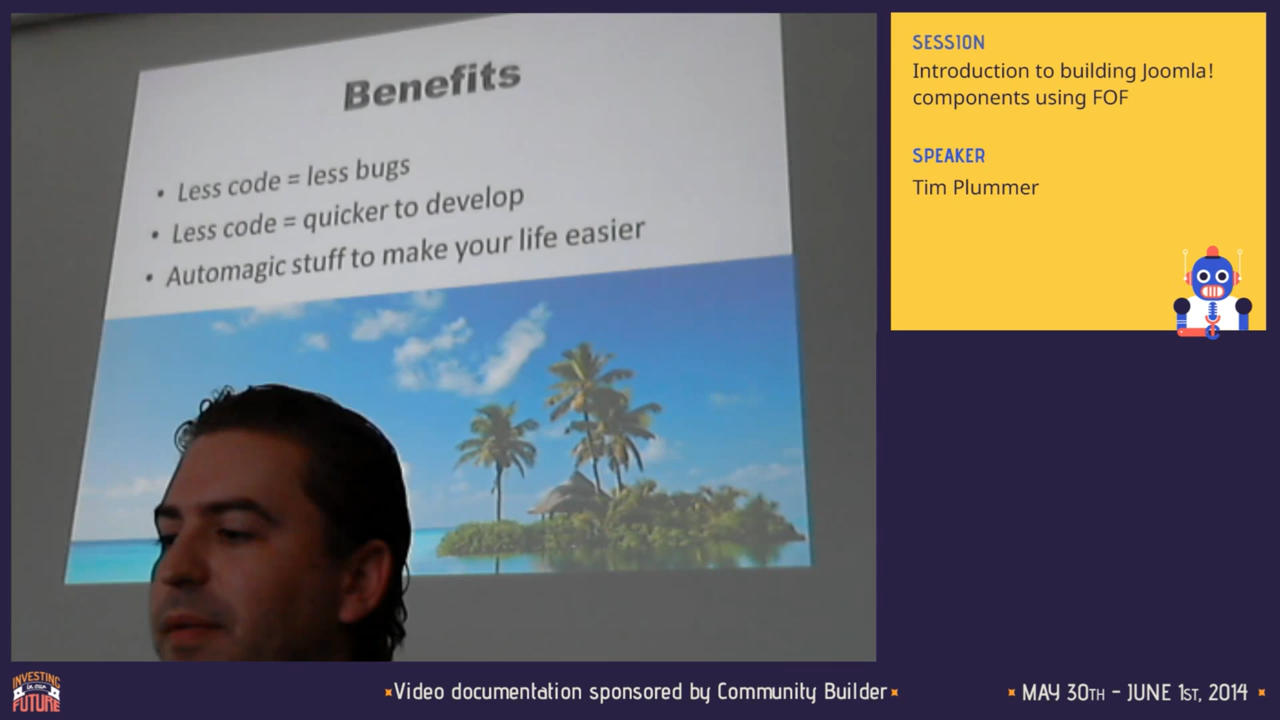 Benefits
• Less code = less bugs
• Less code = quicker to develop
• Automagic stuff to make your life easier
SESSION
Introduction to building Joomla!
components using FOF
SPEAKER
Tim Plummer
INVESTING
IN OUR
FUTURE
Video documentation sponsored by Community Builder
MAY 30TH - JUNE 1ST, 2014